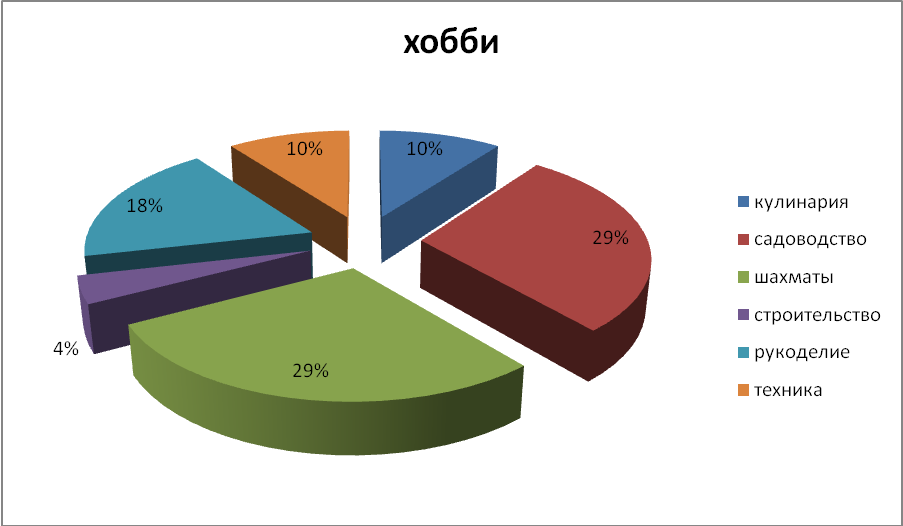 хобби
10%
10%
29%
18%
4%
29%
кулинария
садоводство
шахматы
строительство
рукоделие
техника